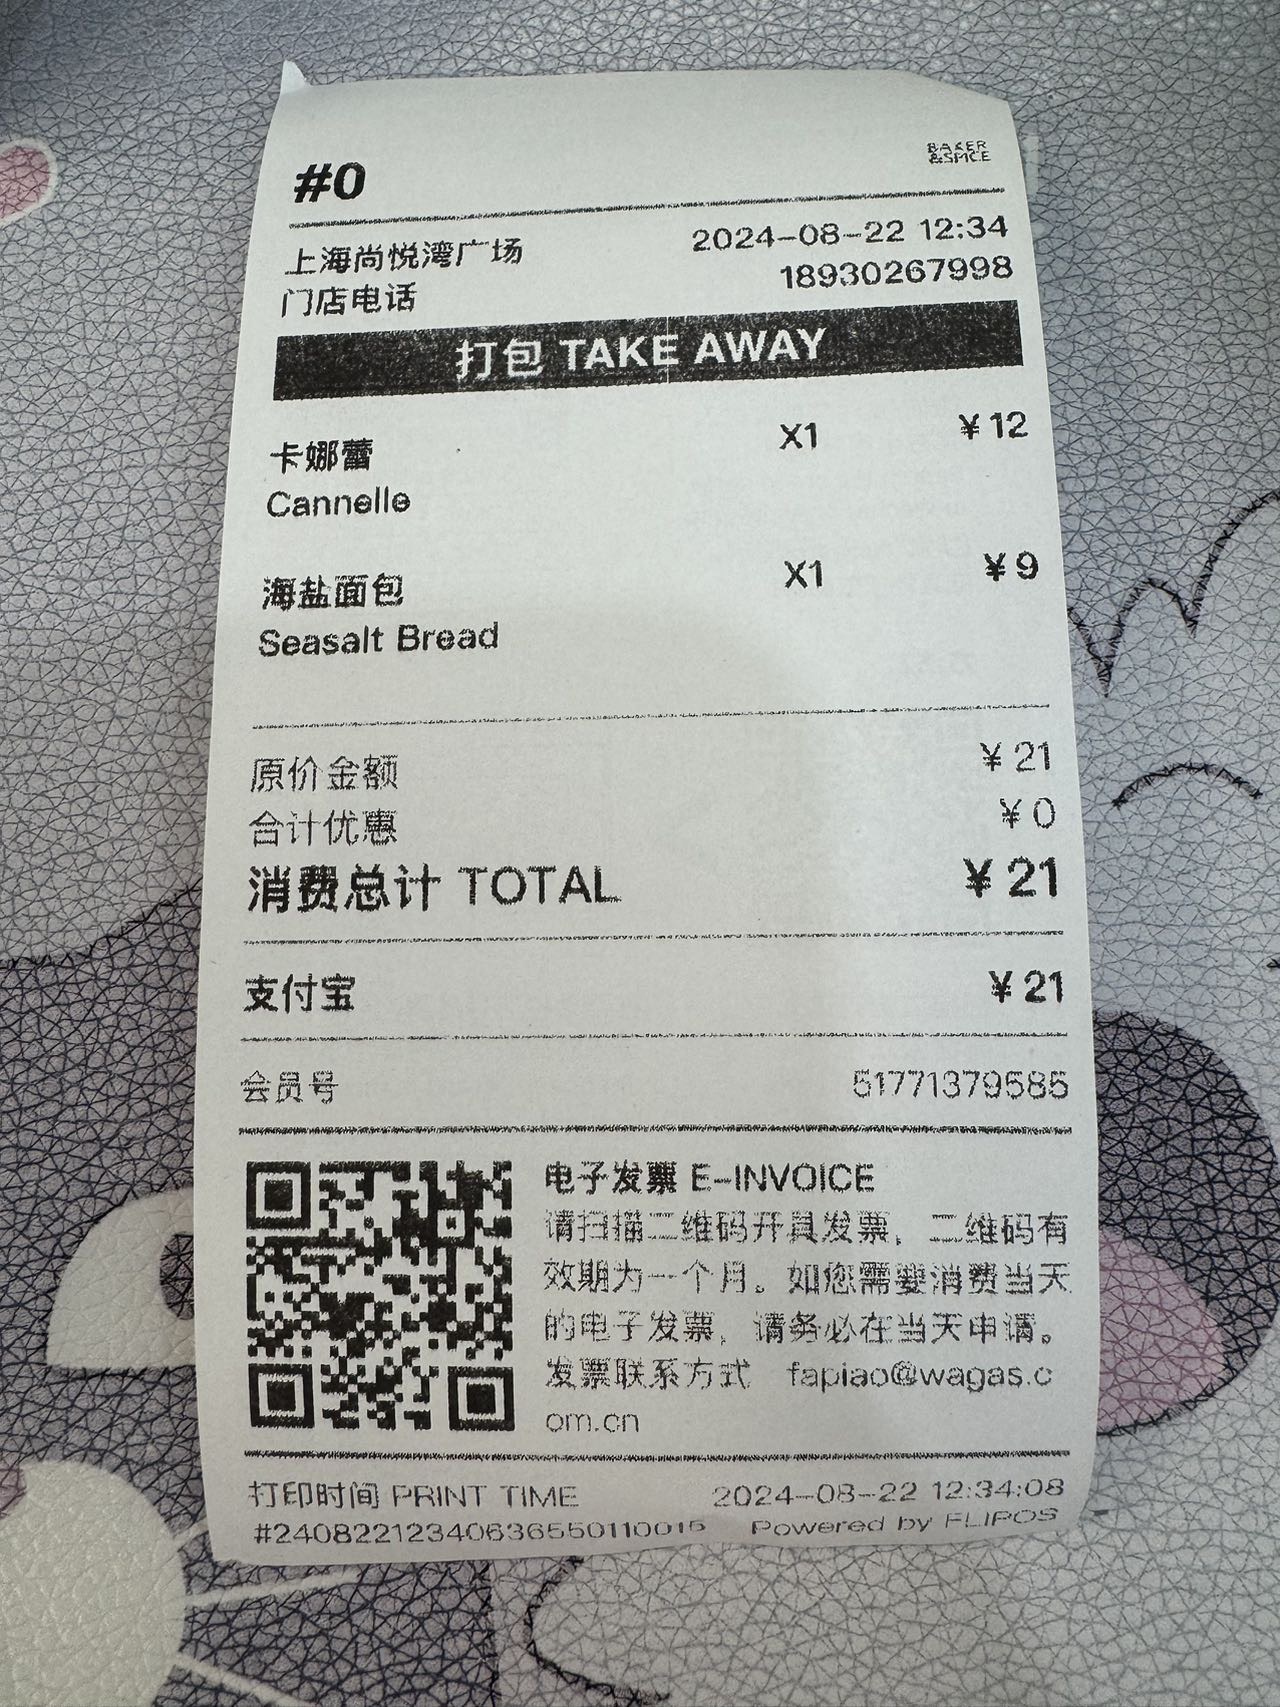 #0
BAKER
&SPICE
上海尚悦湾广场 2024-08-22 12:34
门店电话 18930267998
打包 TAKE AWAY
卡娜蕾 X1 ¥12
Cannelle
海盐面包 X1 ¥9
Seasalt Bread
原价金额 ¥21
合计优惠 ¥0
消费总计 TOTAL ¥21
支付宝 ¥21
会员号 51771379585
电子发票 E-INVOICE
请扫描二维码开具发票，二维码有
效期为一个月。如您需要消费当天
的电子发票，请务必在当天申请。
发票联系方式 fapiao@wagas.c
om.cn
打印时间 PRINT TIME 2024-08-22 12:34:08
#24082212340636550110015 Powered by FLIPOS